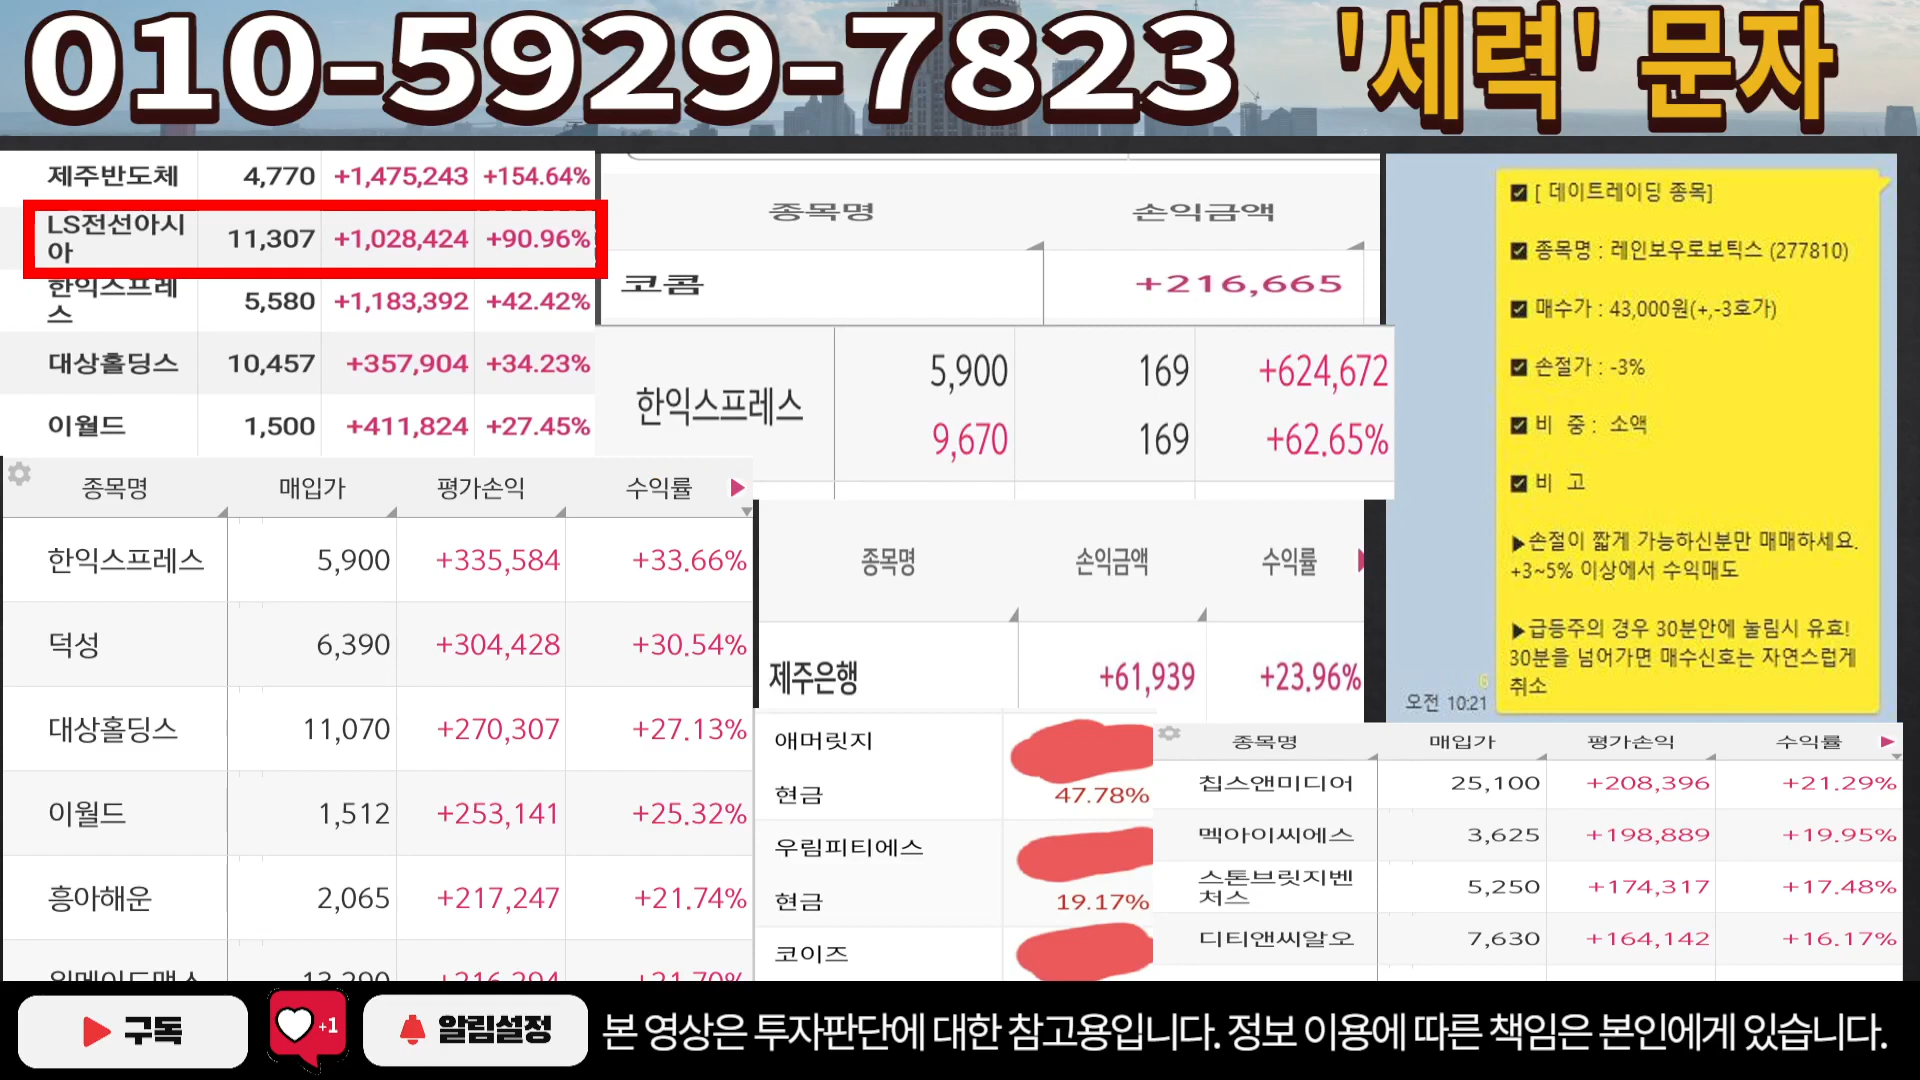 010-5929-7823 '세력' 문자
제주반도체 4,770 +1,475,243 +154.64%
LS전선아시
아 11,307 +1,028,424 +90.96%
한익스프레
스 5,580 +1,183,392 +42.42%
대상홀딩스 10,457 +357,904 +34.23%
이월드 1,500 +411,824 +27.45%
종목명 손익금액
코콤 +216,665
한익스프레스 5,900 169 +624,672
9,670 169 +62.65%
[ 데이트레이딩 종목]
종목명 : 레인보우로보틱스 (277810)
매수가 : 43,000원(+,-3호가)
손절가 : -3%
비 중 : 소액
비 고
▶손절이 짧게 가능하신분만 매매하세요.
+3~5% 이상에서 수익매도
▶급등주의 경우 30분안에 눌림시 유효!
30분을 넘어가면 매수신호는 자연스럽게
취소
6
오전 10:21
종목명 매입가 평가손익 수익률
한익스프레스 5,900 +335,584 +33.66%
덕성 6,390 +304,428 +30.54%
대상홀딩스 11,070 +270,307 +27.13%
이월드 1,512 +253,141 +25.32%
흥아해운 2,065 +217,247 +21.74%
종목명 손익금액 수익률
제주은행 +61,939 +23.96%
애머릿지
현금 47.78%
우림피티에스
현금 19.17%
코이즈
종목명 매입가 평가손익 수익률
칩스앤미디어 25,100 +208,396 +21.29%
멕아이씨에스 3,625 +198,889 +19.95%
스톤브릿지벤
처스 5,250 +174,317 +17.48%
디티앤씨알오 7,630 +164,142 +16.17%
구독 +1 알림설정 본 영상은 투자판단에 대한 참고용입니다. 정보 이용에 따른 책임은 본인에게 있습니다.